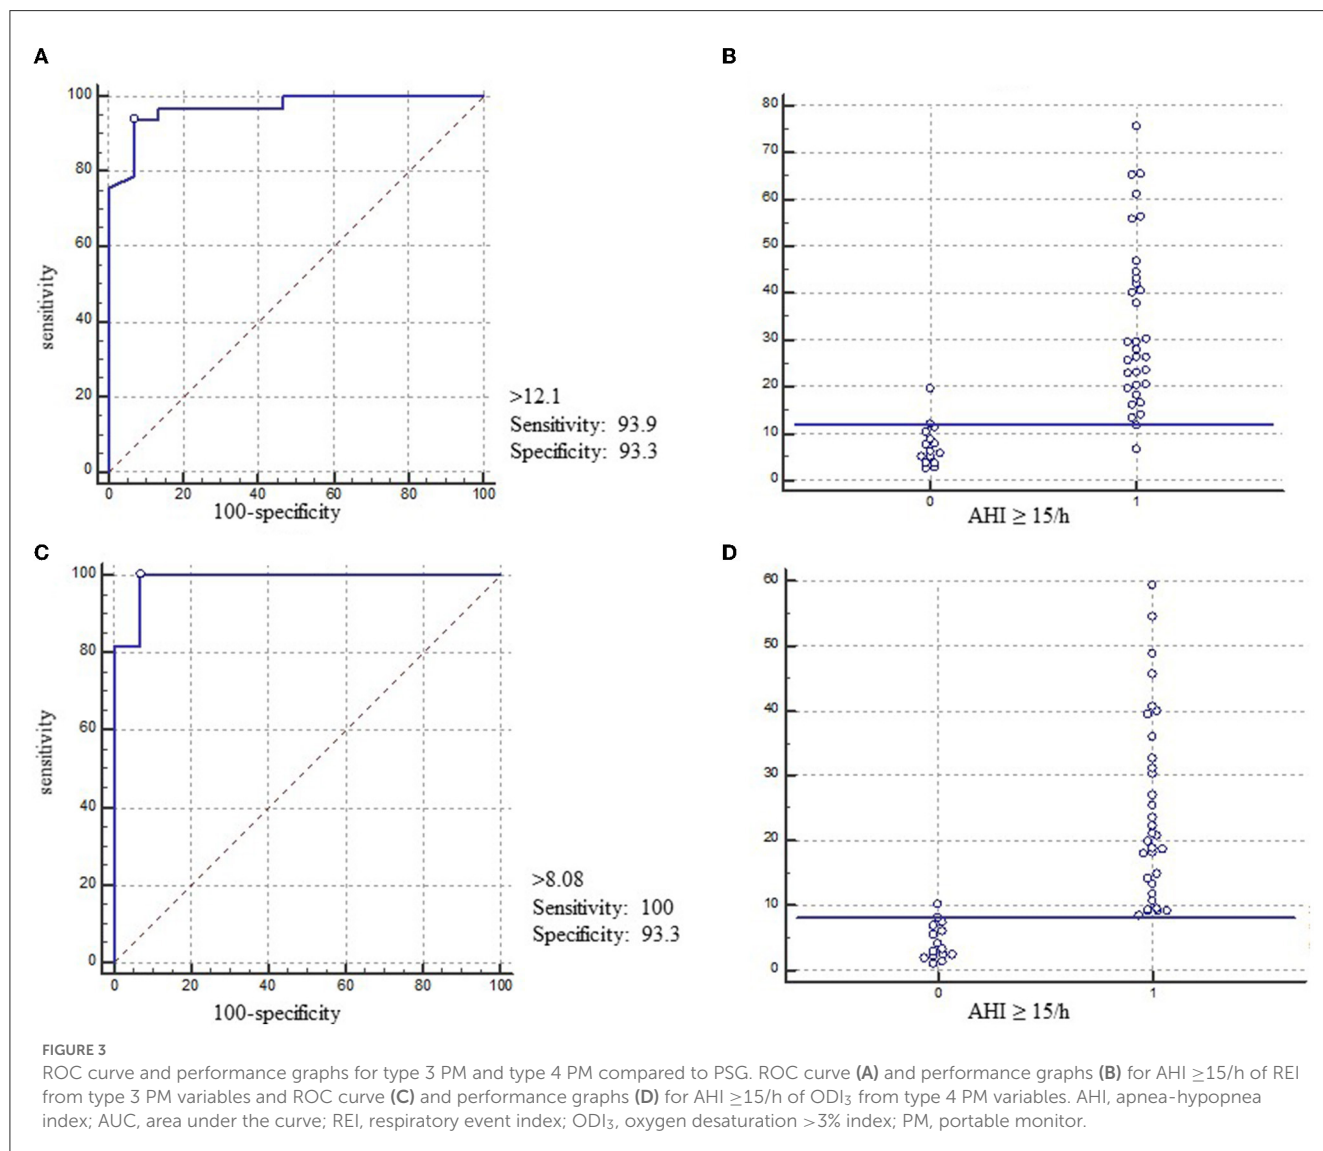 A
100
80
60
40
20
0
sensitivity
0 20 40 60 80 100
100-specificity
>12.1
Sensitivity: 93.9
Specificity: 93.3
B
80
70
60
50
40
30
20
10
0
0 1
AHI ≥ 15/h
C
100
80
60
40
20
0
sensitivity
0 20 40 60 80 100
100-specificity
>8.08
Sensitivity: 100
Specificity: 93.3
D
60
50
40
30
20
10
0
0 1
AHI ≥ 15/h
FIGURE 3
ROC curve and performance graphs for type 3 PM and type 4 PM compared to PSG. ROC curve (A) and performance graphs (B) for AHI ≥15/h of REI
from type 3 PM variables and ROC curve (C) and performance graphs (D) for AHI ≥15/h of ODI₃ from type 4 PM variables. AHI, apnea-hypopnea
index; AUC, area under the curve; REI, respiratory event index; ODI₃, oxygen desaturation >3% index; PM, portable monitor.